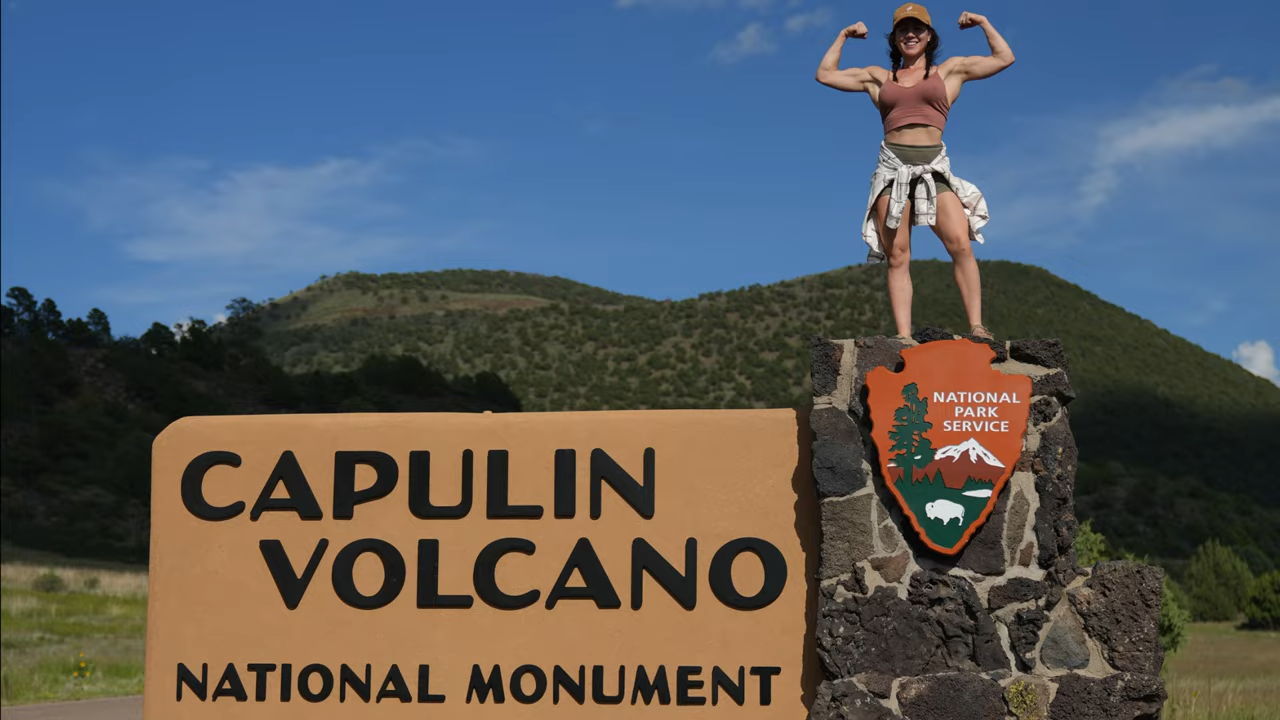 CAPULIN
VOLCANO
NATIONAL MONUMENT
NATIONAL
PARK
SERVICE